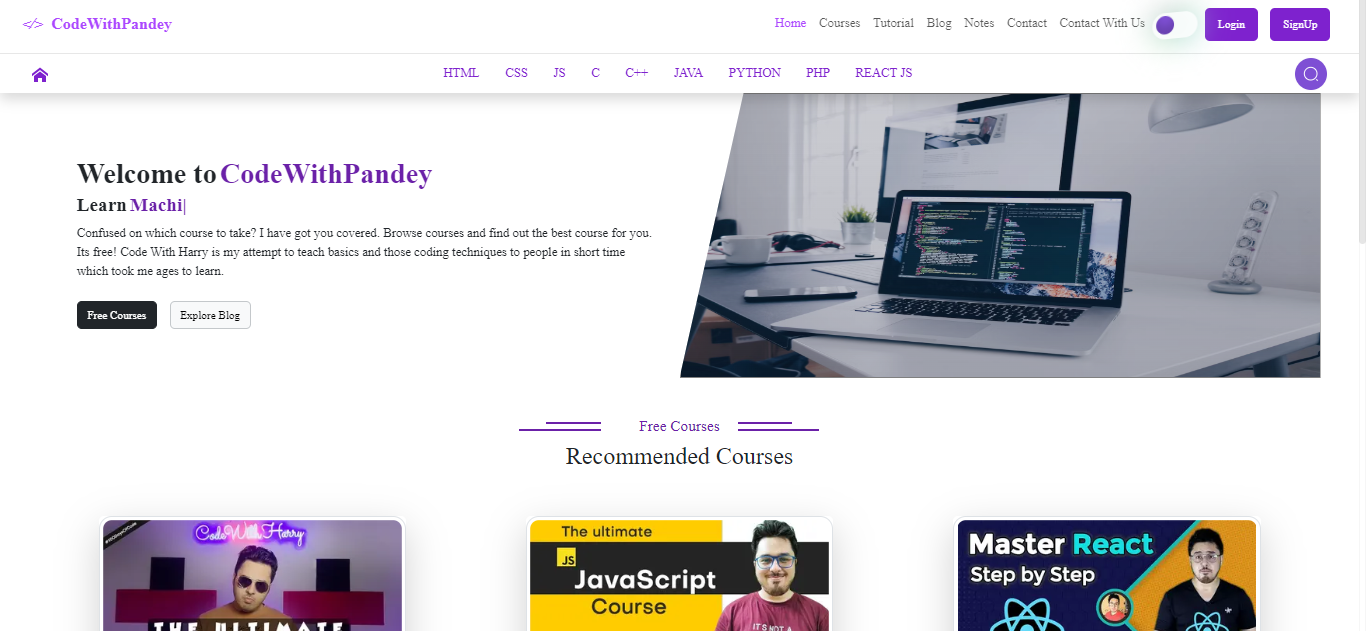 </> CodeWithPandey
Home Courses Tutorial Blog Notes Contact Contact With Us Login SignUp
HTML CSS JS C C++ JAVA PYTHON PHP REACT JS
Welcome to CodeWithPandey
Learn Machi|
Confused on which course to take? I have got you covered. Browse courses and find out the best course for you.
Its free! Code With Harry is my attempt to teach basics and those coding techniques to people in short time
which took me ages to learn.
Free Courses Explore Blog
Free Courses
Recommended Courses
CodeWithHarry
THE ULTIMATE
The ultimate
JS
JavaScript
Course
IT'S NOT A
Master React
Step by Step